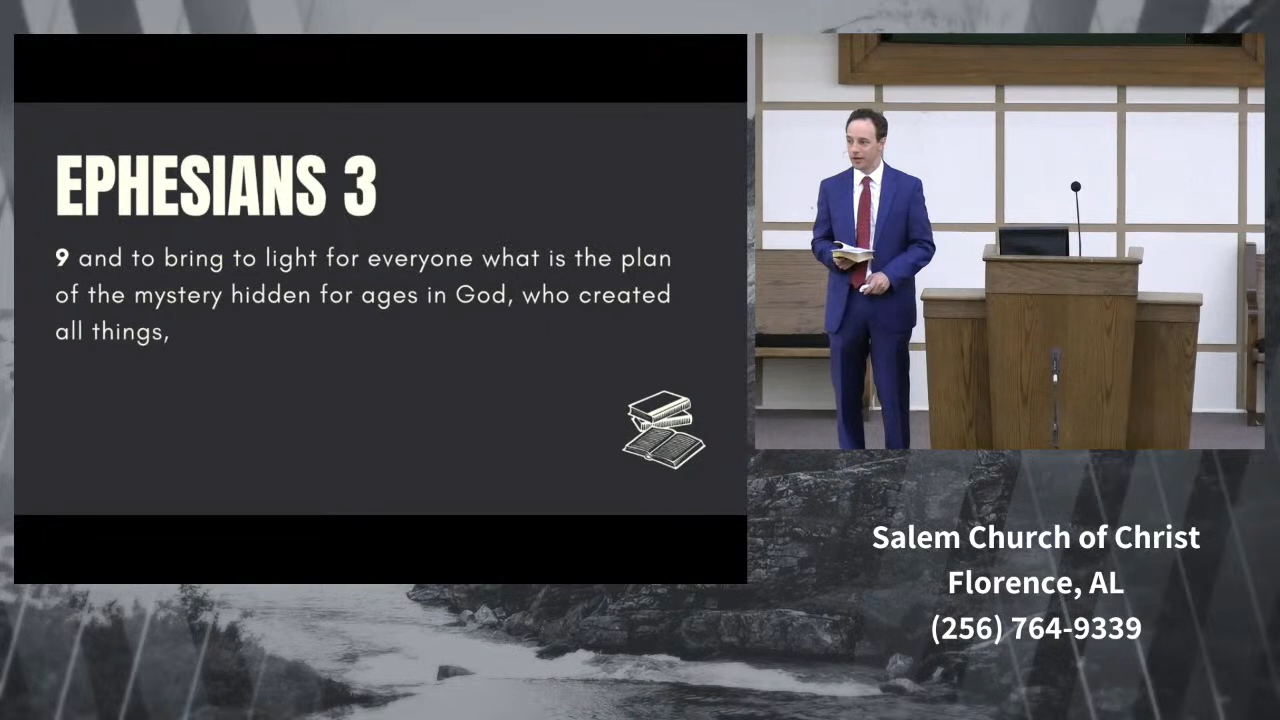 EPHESIANS 3
9 and to bring to light for everyone what is the plan
of the mystery hidden for ages in God, who created
all things,
Salem Church of Christ
Florence, AL
(256) 764-9339